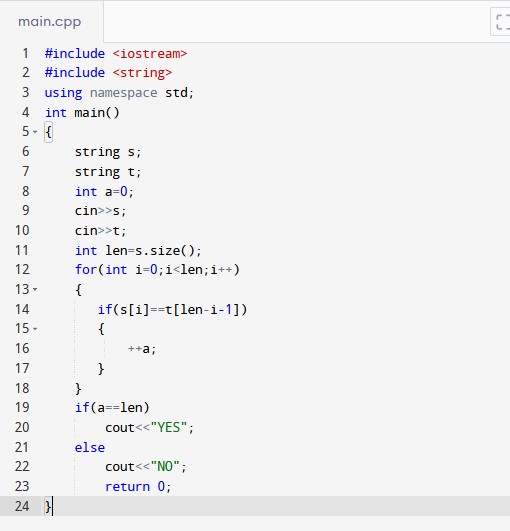 main.cpp
1 #include <iostream>
2 #include <string>
3 using namespace std;
4 int main()
5 {
6     string s;
7     string t;
8     int a=0;
9     cin>>s;
10     cin>>t;
11     int len=s.size();
12     for(int i=0;i<len;i++)
13     {
14        if(s[i]==t[len-i-1])
15        {
16            ++a;
17        }
18     }
19     if(a==len)
20         cout<<"YES";
21     else
22         cout<<"NO";
23         return 0;
24 }